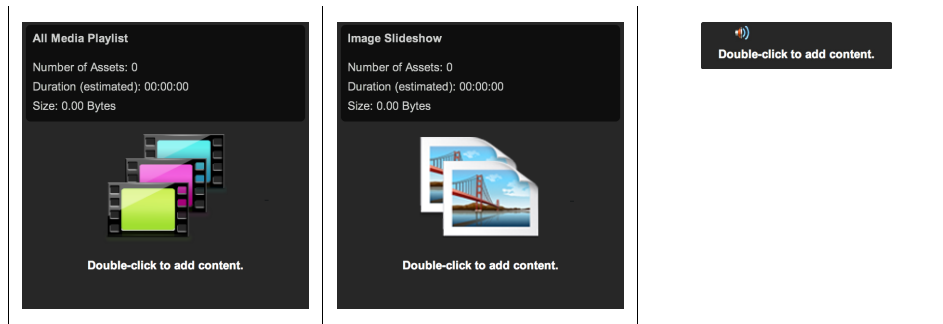 All Media Playlist
Number of Assets: 0
Duration (estimated): 00:00:00
Size: 0.00 Bytes
Double-click to add content.
Image Slideshow
Number of Assets: 0
Duration (estimated): 00:00:00
Size: 0.00 Bytes
Double-click to add content.
Double-click to add content.